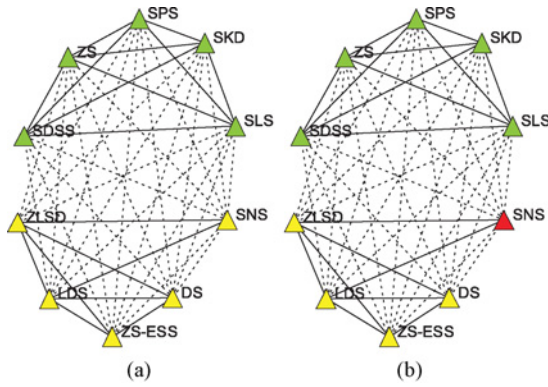 SPS
SKD
ZS
SLS
SDSS
ZLSD
SNS
LDS
DS
ZS-ESS
(a)
SPS
SKD
ZS
SLS
SDSS
ZLSD
SNS
LDS
DS
ZS-ESS
(b)